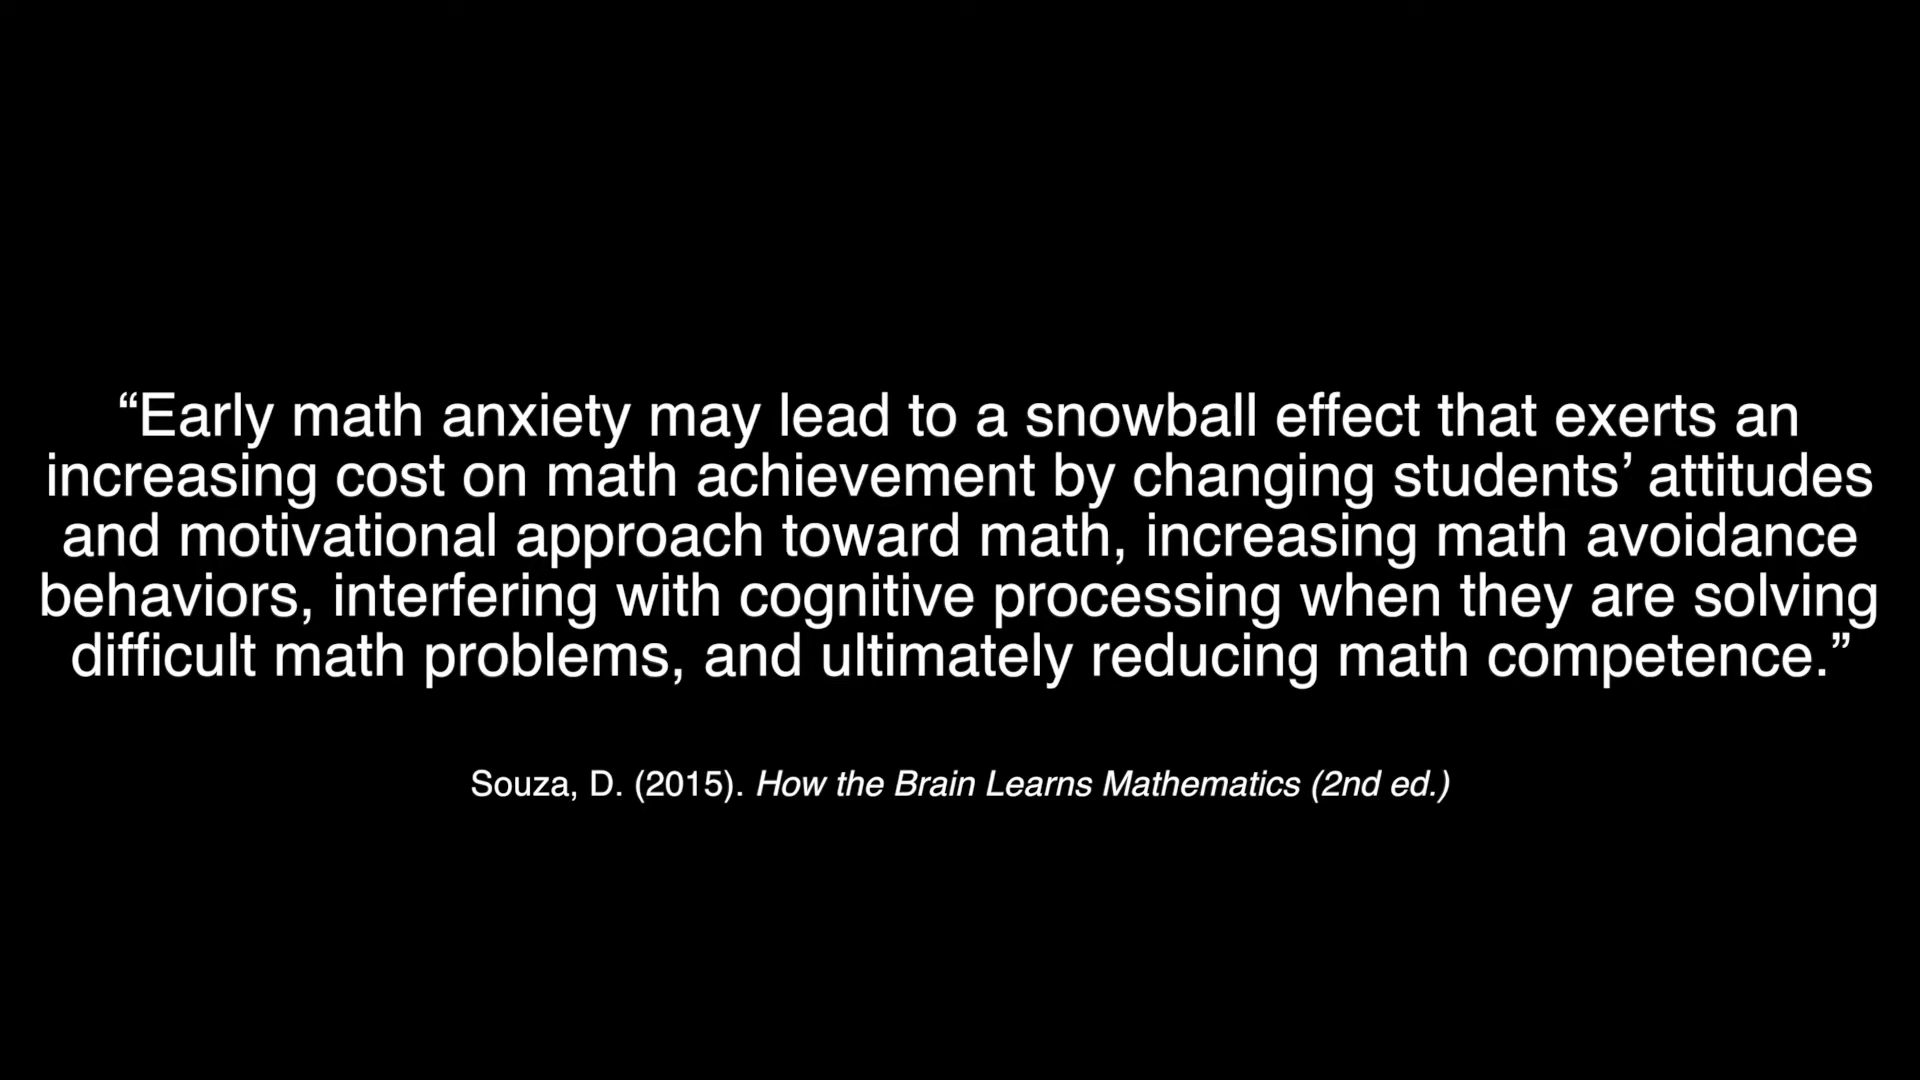 “Early math anxiety may lead to a snowball effect that exerts an
increasing cost on math achievement by changing students’ attitudes
and motivational approach toward math, increasing math avoidance
behaviors, interfering with cognitive processing when they are solving
difficult math problems, and ultimately reducing math competence.”
Souza, D. (2015). How the Brain Learns Mathematics (2nd ed.)